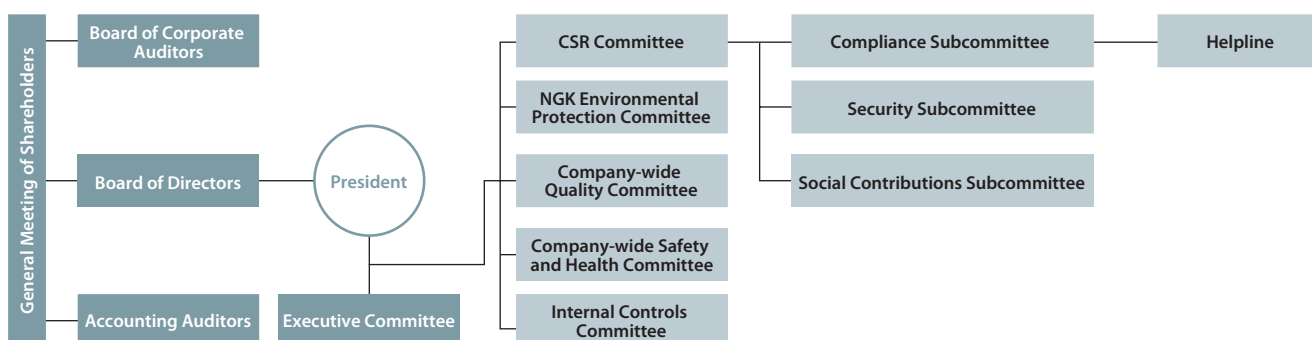 General Meeting of Shareholders
Board of Corporate
Auditors
Board of Directors
Accounting Auditors
President
Executive Committee
CSR Committee
NGK Environmental
Protection Committee
Company-wide
Quality Committee
Company-wide Safety
and Health Committee
Internal Controls
Committee
Compliance Subcommittee
Security Subcommittee
Social Contributions Subcommittee
Helpline